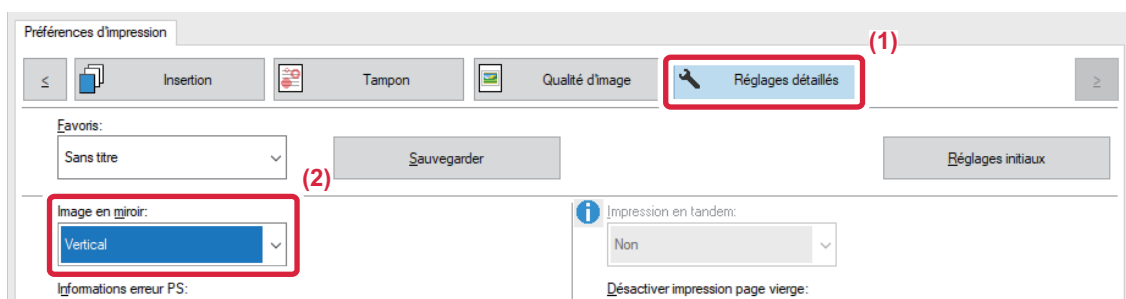 Préférences d'impression
(1)
< Insertion Tampon Qualité d'image Réglages détaillés >
Favoris:
Sans titre Sauvegarder Réglages initiaux
(2)
Image en miroir: Impression en tandem:
Vertical Non
Informations erreur PS: Désactiver impression page vierge: